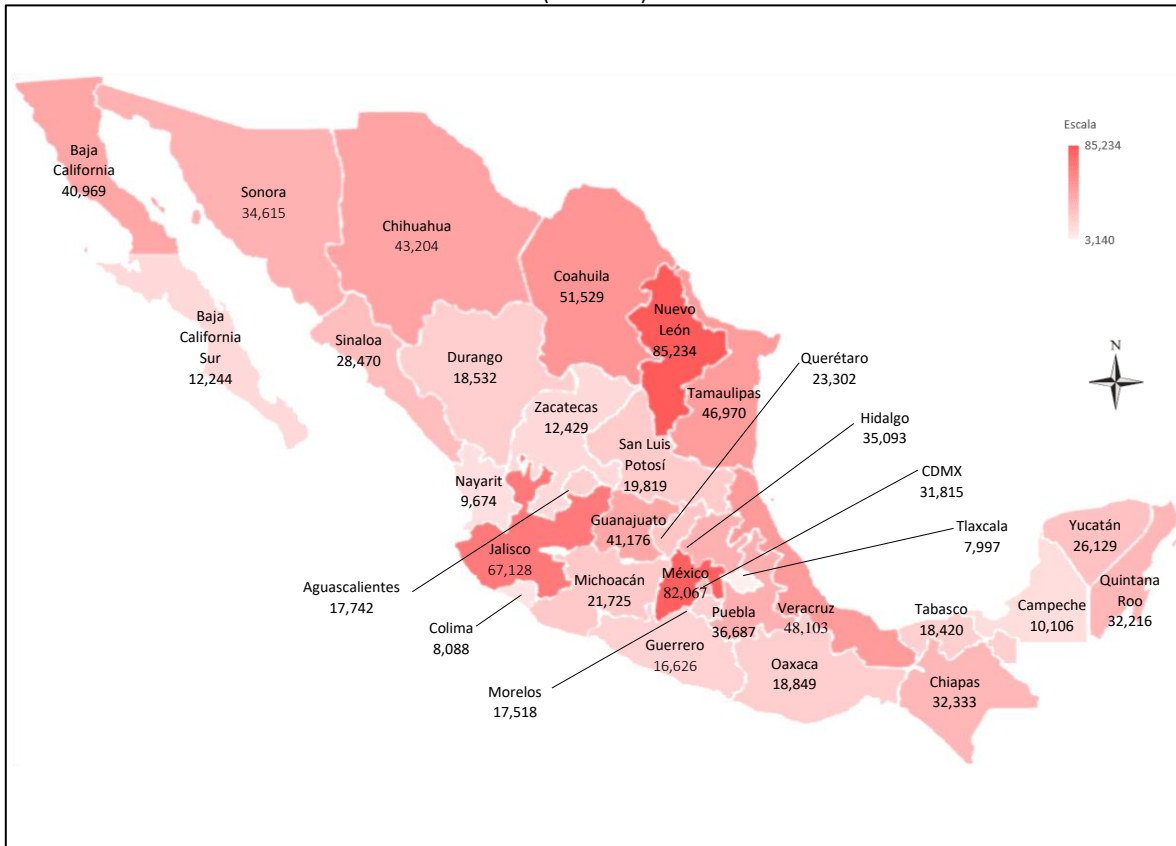 Escala
85,234
3,140
N
Baja
California
40,969
Sonora
34,615
Chihuahua
43,204
Coahuila
51,529
Nuevo
León
85,234
Baja
California
Sur
12,244
Sinaloa
28,470
Durango
18,532
Querétaro
23,302
Tamaulipas
46,970
Zacatecas
12,429
Hidalgo
35,093
San Luis
Potosí
19,819
CDMX
31,815
Nayarit
9,674
Guanajuato
41,176
Tlaxcala
7,997
Yucatán
26,129
Jalisco
67,128
México
82,067
Michoacán
21,725
Aguascalientes
17,742
Quintana
Roo
32,216
Campeche
10,106
Puebla
36,687
Veracruz
48,103
Tabasco
18,420
Colima
8,088
Guerrero
16,626
Oaxaca
18,849
Chiapas
32,333
Morelos
17,518